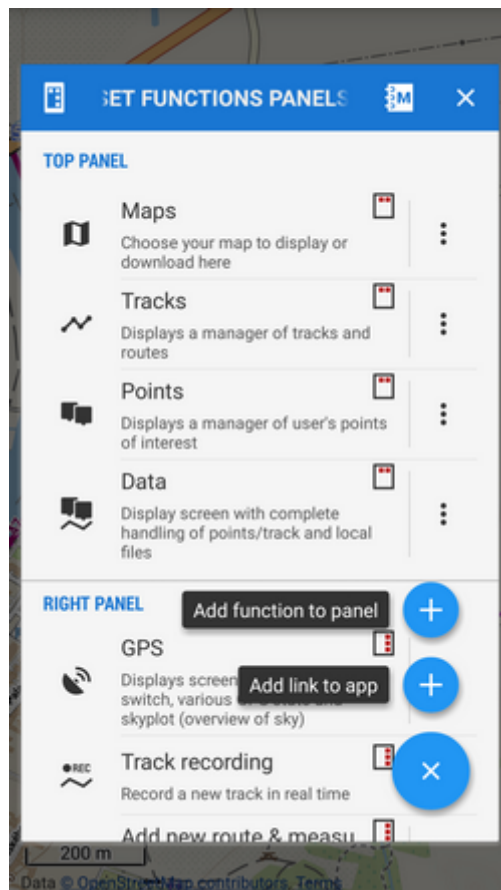 SET FUNCTIONS PANELS
M
TOP PANEL
Maps
Choose your map to display or
download here
Tracks
Displays a manager of tracks and
routes
Points
Displays a manager of user's points
of interest
Data
Display screen with complete
handling of points/track and local
files
RIGHT PANEL
Add function to panel
GPS
Displays screen
Add link to app
switch, various
skyplot (overview of sky)
REC
Track recording
Record a new track in real time
Add new route & measu
200 m
Data © OpenStreetMap contributors, Terms